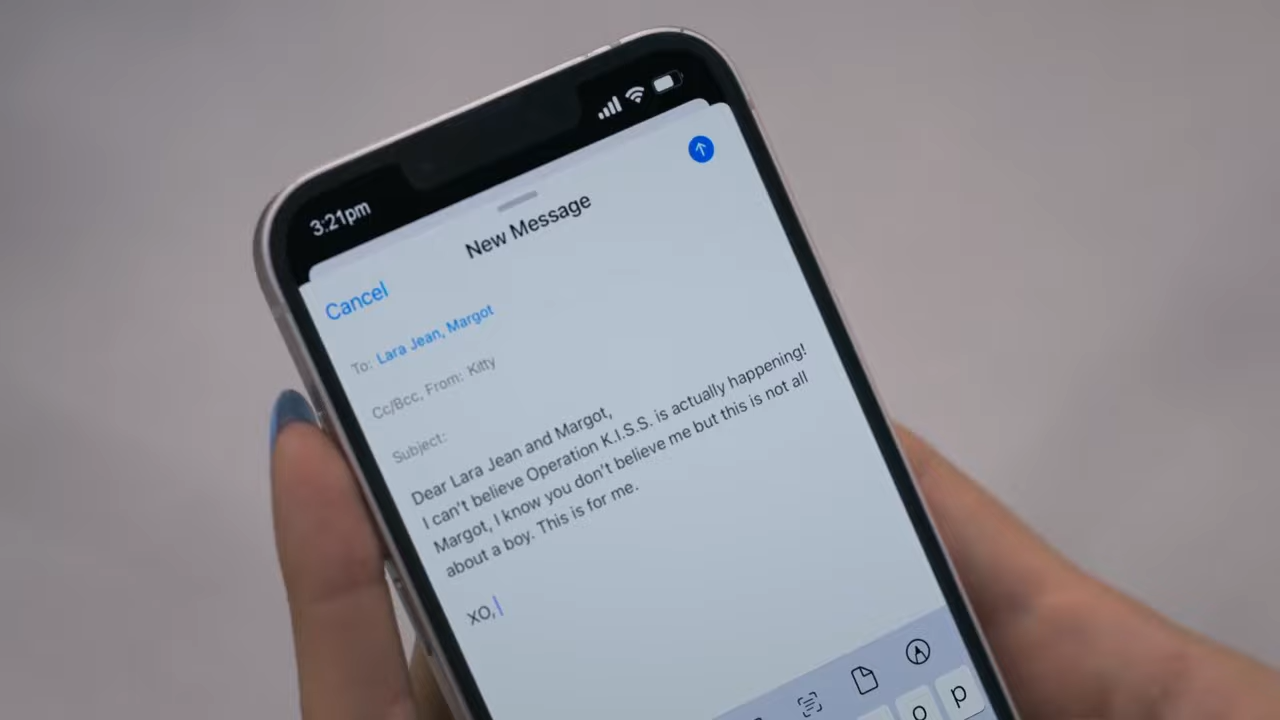 3:21pm
New Message
Cancel
To: Lara Jean, Margot
Cc/Bcc, From: Kitty
Subject:
Dear Lara Jean and Margot,
I can't believe Operation K.I.S.S. is actually happening!
Margot, I know you don't believe me but this is not all
about a boy. This is for me.
XO,
o p